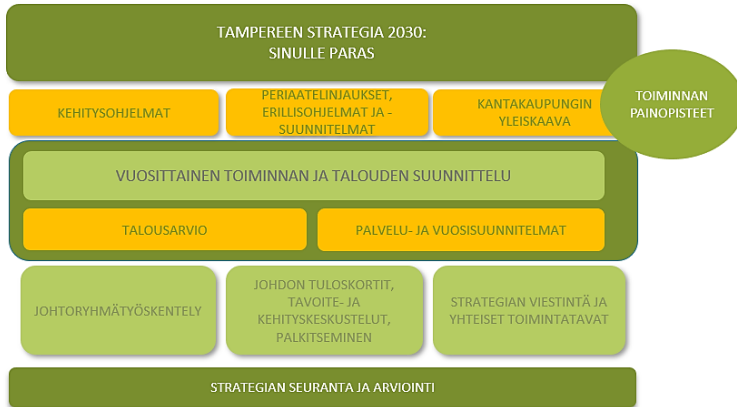 TAMPEREEN STRATEGIA 2030:
SINULLE PARAS
KEHITYSOHJELMAT
PERIAATELINJAUKSET,
ERILLISOHJELMAT JA -
SUUNNITELMAT
KANTAKAUPUNGIN
YLEISKAAVA
TOIMINNAN
PAINOPISTEET
VUOSITTAINEN TOIMINNAN JA TALOUDEN SUUNNITTELU
TALOUSARVIO
PALVELU- JA VUOSISUUNNITELMAT
JOHTORYHMÄTYÖSKENTELY
JOHDON TULOSKORTIT,
TAVOITE- JA
KEHITYSKESKUSTELUT,
PALKITSEMINEN
STRATEGIAN VIESTINTÄ JA
YHTEISET TOIMINTATAVAT
STRATEGIAN SEURANTA JA ARVIOINTI